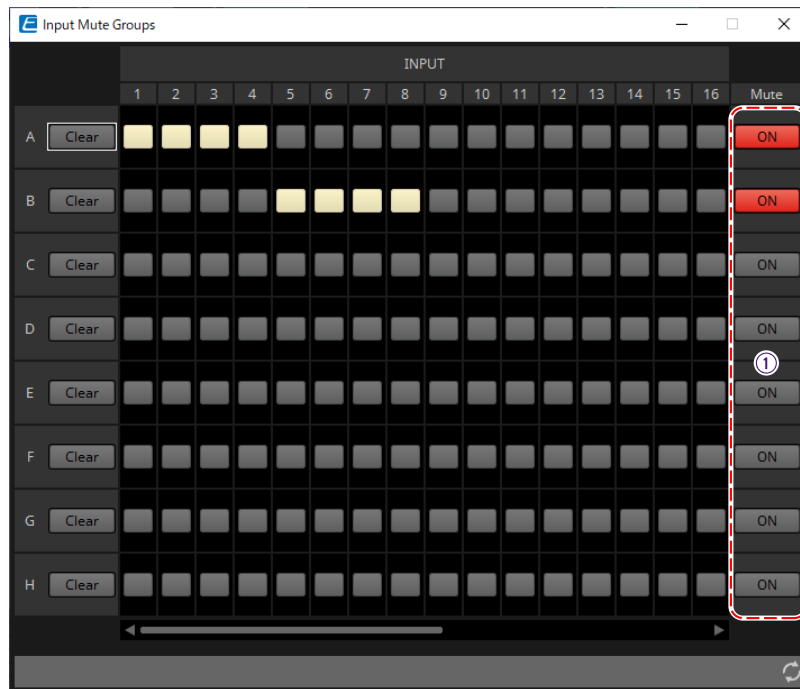 Input Mute Groups
INPUT
1 2 3 4 5 6 7 8 9 10 11 12 13 14 15 16 Mute
A Clear ON
B Clear ON
C Clear ON
D Clear ON
1
E Clear ON
F Clear ON
G Clear ON
H Clear ON